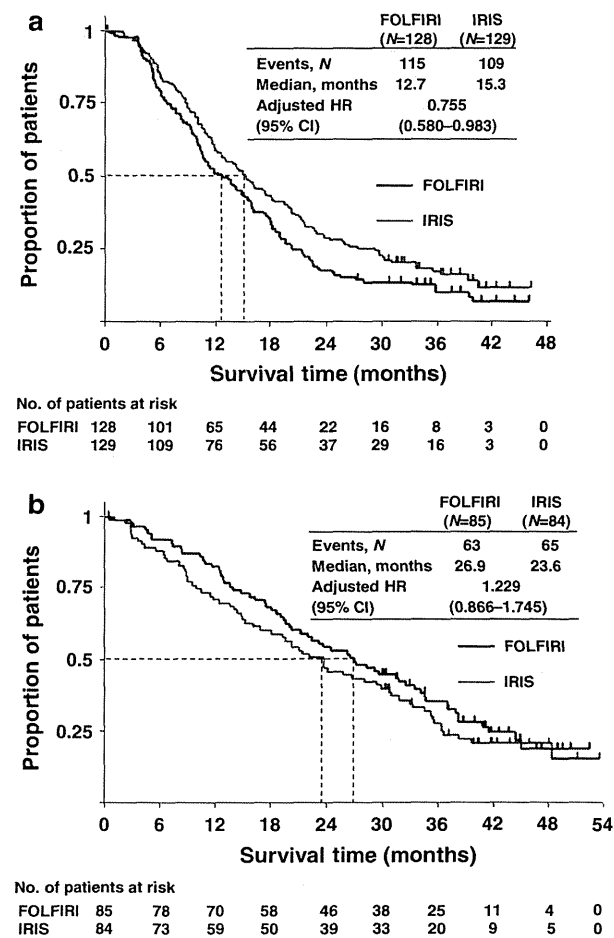 a
FOLFIRI IRIS
(N=128) (N=129)
Events, N 115 109
Median, months 12.7 15.3
Adjusted HR 0.755
(95% CI) (0.580–0.983)
FOLFIRI
IRIS
Proportion of patients
1
0.75
0.5
0.25
0 6 12 18 24 30 36 42 48
Survival time (months)
No. of patients at risk
FOLFIRI 128 101 65 44 22 16 8 3 0
IRIS 129 109 76 56 37 29 16 3 0
b
FOLFIRI IRIS
(N=85) (N=84)
Events, N 63 65
Median, months 26.9 23.6
Adjusted HR 1.229
(95% CI) (0.866–1.745)
FOLFIRI
IRIS
Proportion of patients
1
0.75
0.5
0.25
0 6 12 18 24 30 36 42 48 54
Survival time (months)
No. of patients at risk
FOLFIRI 85 78 70 58 46 38 25 11 4 0
IRIS 84 73 59 50 39 33 20 9 5 0